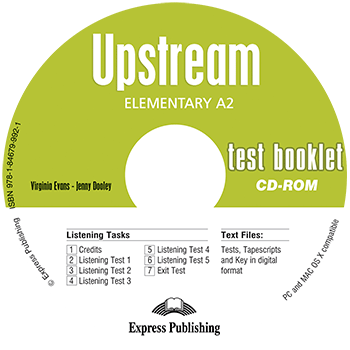 Upstream
ELEMENTARY A2
test booklet
CD-ROM
Virginia Evans - Jenny Dooley
ISBN 978-1-84679-992-1
© Express Publishing
Listening Tasks
1 Credits
2 Listening Test 1
3 Listening Test 2
4 Listening Test 3
5 Listening Test 4
6 Listening Test 5
7 Exit Test
Text Files:
Tests, Tapescripts
and Key in digital
format
PC and MAC OS X compatible
Express Publishing